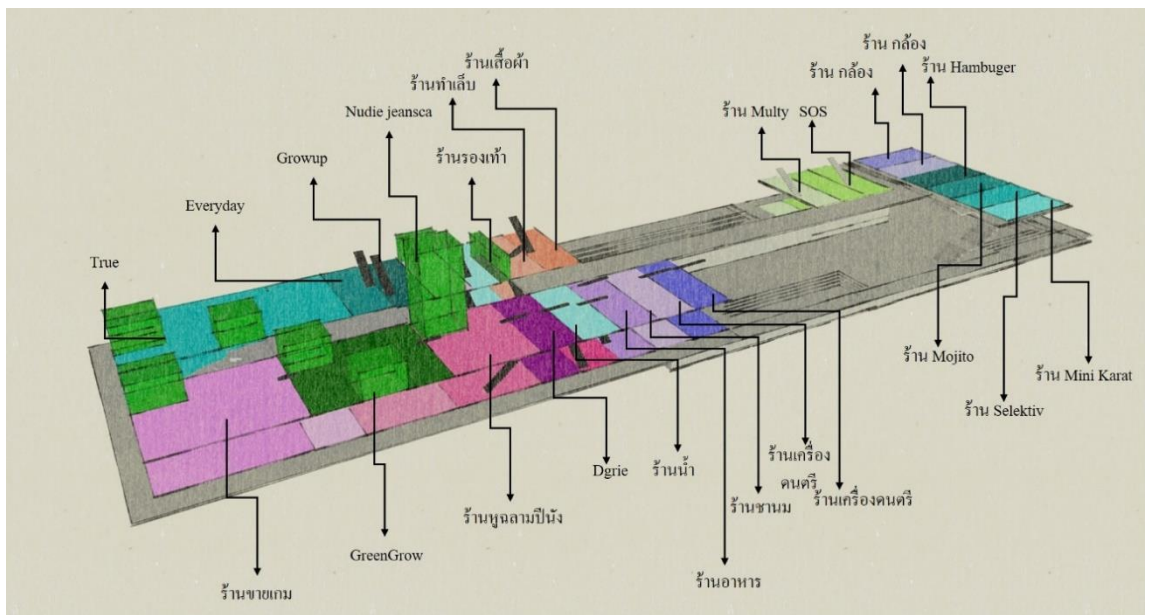 ร้าน กล้อง
ร้านเสื้อผ้า
ร้าน กล้อง
ร้าน Hambuger
ร้านทำเล็บ
Nudie jeansca
ร้าน Multy
SOS
ร้านรองเท้า
Growup
Everyday
True
ร้าน Mojito
ร้าน Mini Karat
ร้าน Selektiv
Dgrie
ร้านน้ำ
ร้านเครื่อง
ดนตรี
ร้านเครื่องดนตรี
ร้านชานม
ร้านหูฉลามปีนัง
GreenGrow
ร้านอาหาร
ร้านขายเกม